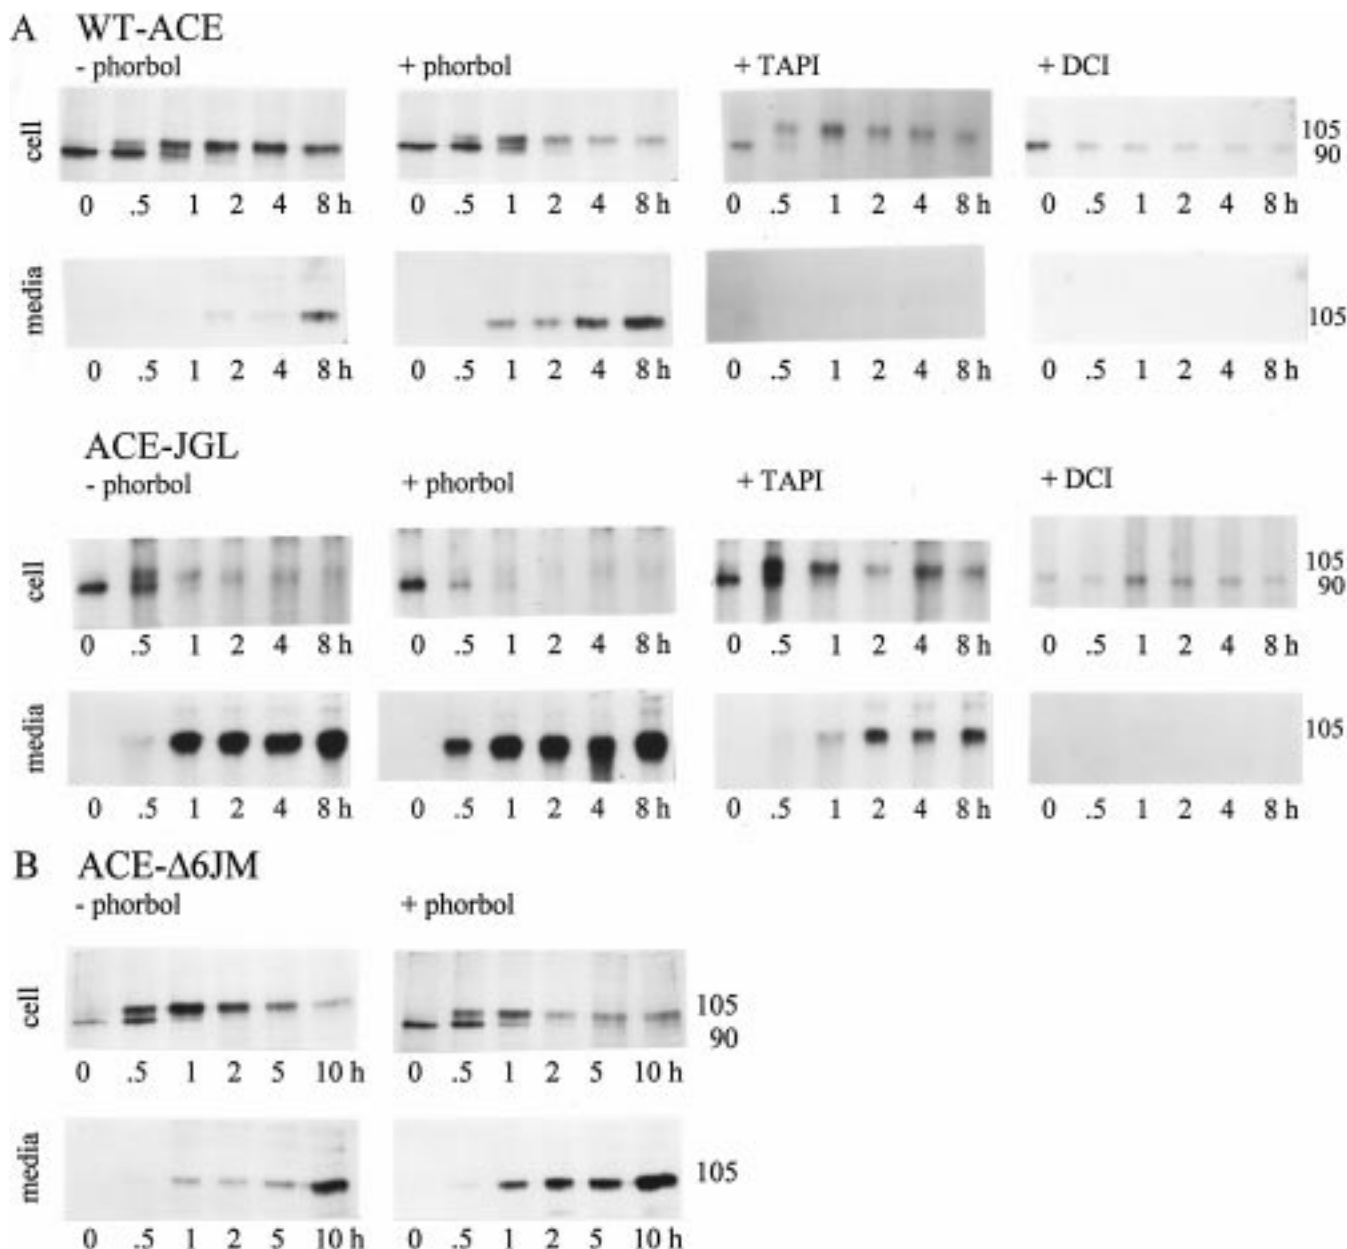 A WT-ACE
- phorbol + phorbol + TAPI + DCI
cell
105
90
0 .5 1 2 4 8 h 0 .5 1 2 4 8 h 0 .5 1 2 4 8 h 0 .5 1 2 4 8 h
media
105
0 .5 1 2 4 8 h 0 .5 1 2 4 8 h 0 .5 1 2 4 8 h 0 .5 1 2 4 8 h
ACE-JGL
- phorbol + phorbol + TAPI + DCI
cell
105
90
0 .5 1 2 4 8 h 0 .5 1 2 4 8 h 0 .5 1 2 4 8 h 0 .5 1 2 4 8 h
media
105
0 .5 1 2 4 8 h 0 .5 1 2 4 8 h 0 .5 1 2 4 8 h 0 .5 1 2 4 8 h
B ACE-Δ6JM
- phorbol + phorbol
cell
105
90
0 .5 1 2 5 10 h 0 .5 1 2 5 10 h
media
105
0 .5 1 2 5 10 h 0 .5 1 2 5 10 h